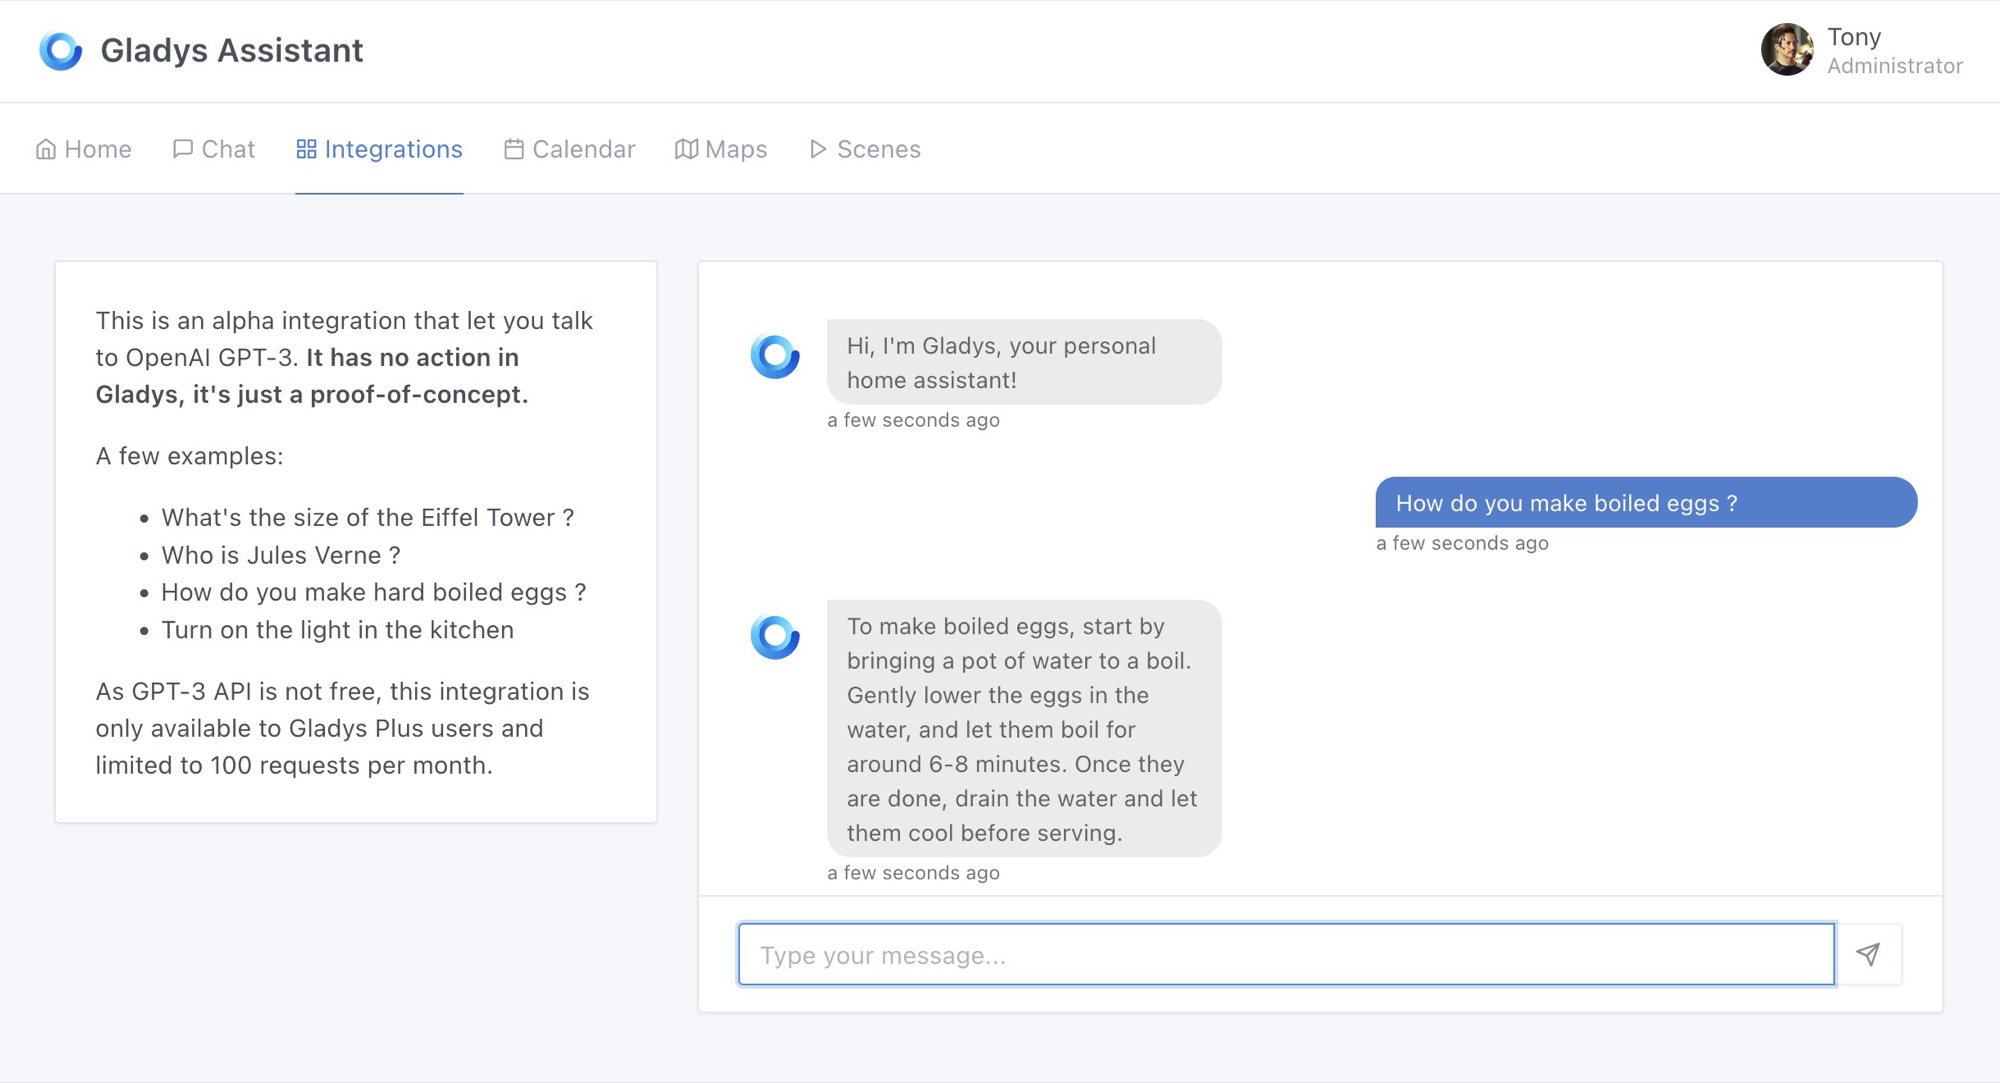 Gladys Assistant
Tony
Administrator
Home
Chat
Integrations
Calendar
Maps
Scenes
This is an alpha integration that let you talk
to OpenAI GPT-3. It has no action in
Gladys, it's just a proof-of-concept.
A few examples:
• What's the size of the Eiffel Tower ?
• Who is Jules Verne ?
• How do you make hard boiled eggs ?
• Turn on the light in the kitchen
As GPT-3 API is not free, this integration is
only available to Gladys Plus users and
limited to 100 requests per month.
Hi, I'm Gladys, your personal
home assistant!
a few seconds ago
How do you make boiled eggs ?
a few seconds ago
To make boiled eggs, start by
bringing a pot of water to a boil.
Gently lower the eggs in the
water, and let them boil for
around 6-8 minutes. Once they
are done, drain the water and let
them cool before serving.
a few seconds ago
Type your message...